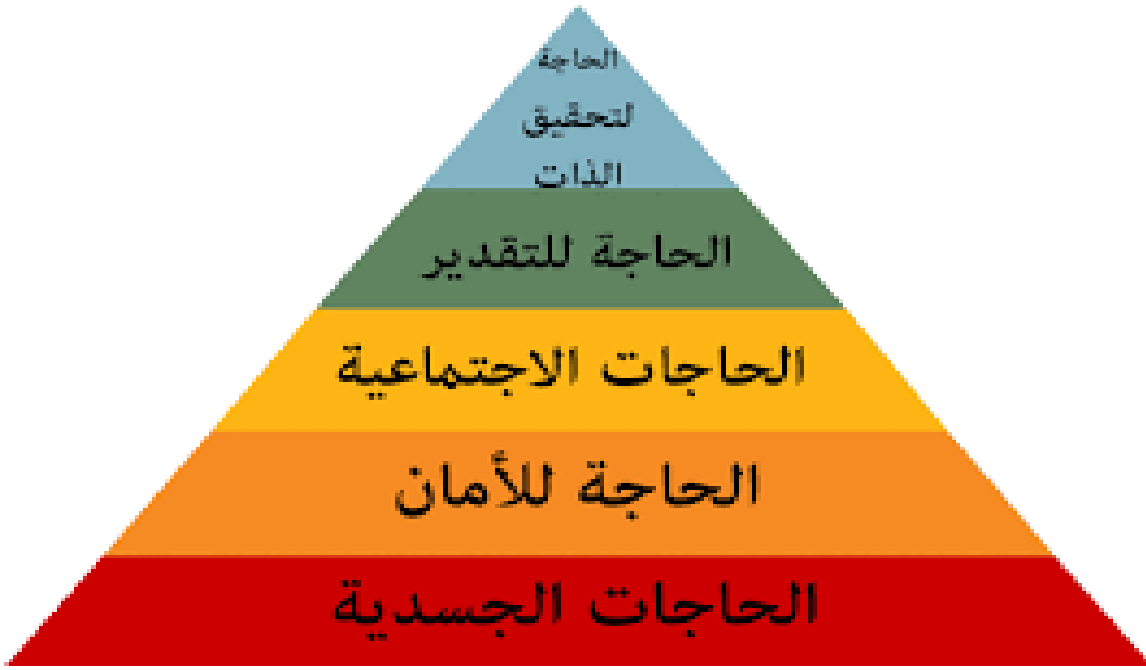 الحاجة
لتحقيق
الذات
الحاجة للتقدير
الحاجات الاجتماعية
الحاجة للأمان
الحاجات الجسدية